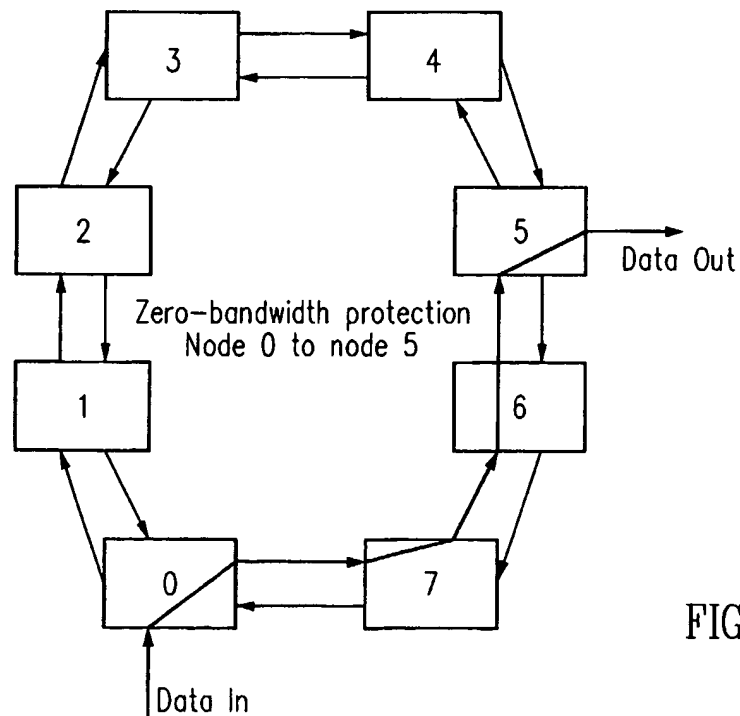 3
4
2
5
Data Out
Zero-bandwidth protection
Node 0 to node 5
1
6
0
7
FIG
Data In